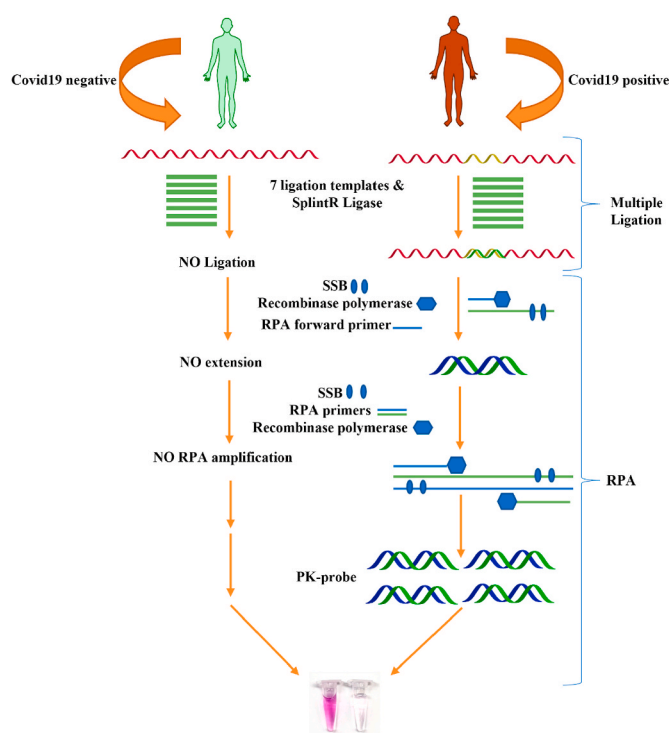 Covid19 negative
Covid19 positive
7 ligation templates &
SplintR Ligase
Multiple
Ligation
NO Ligation
SSB
Recombinase polymerase
RPA forward primer
NO extension
SSB
RPA primers
Recombinase polymerase
NO RPA amplification
RPA
PK-probe